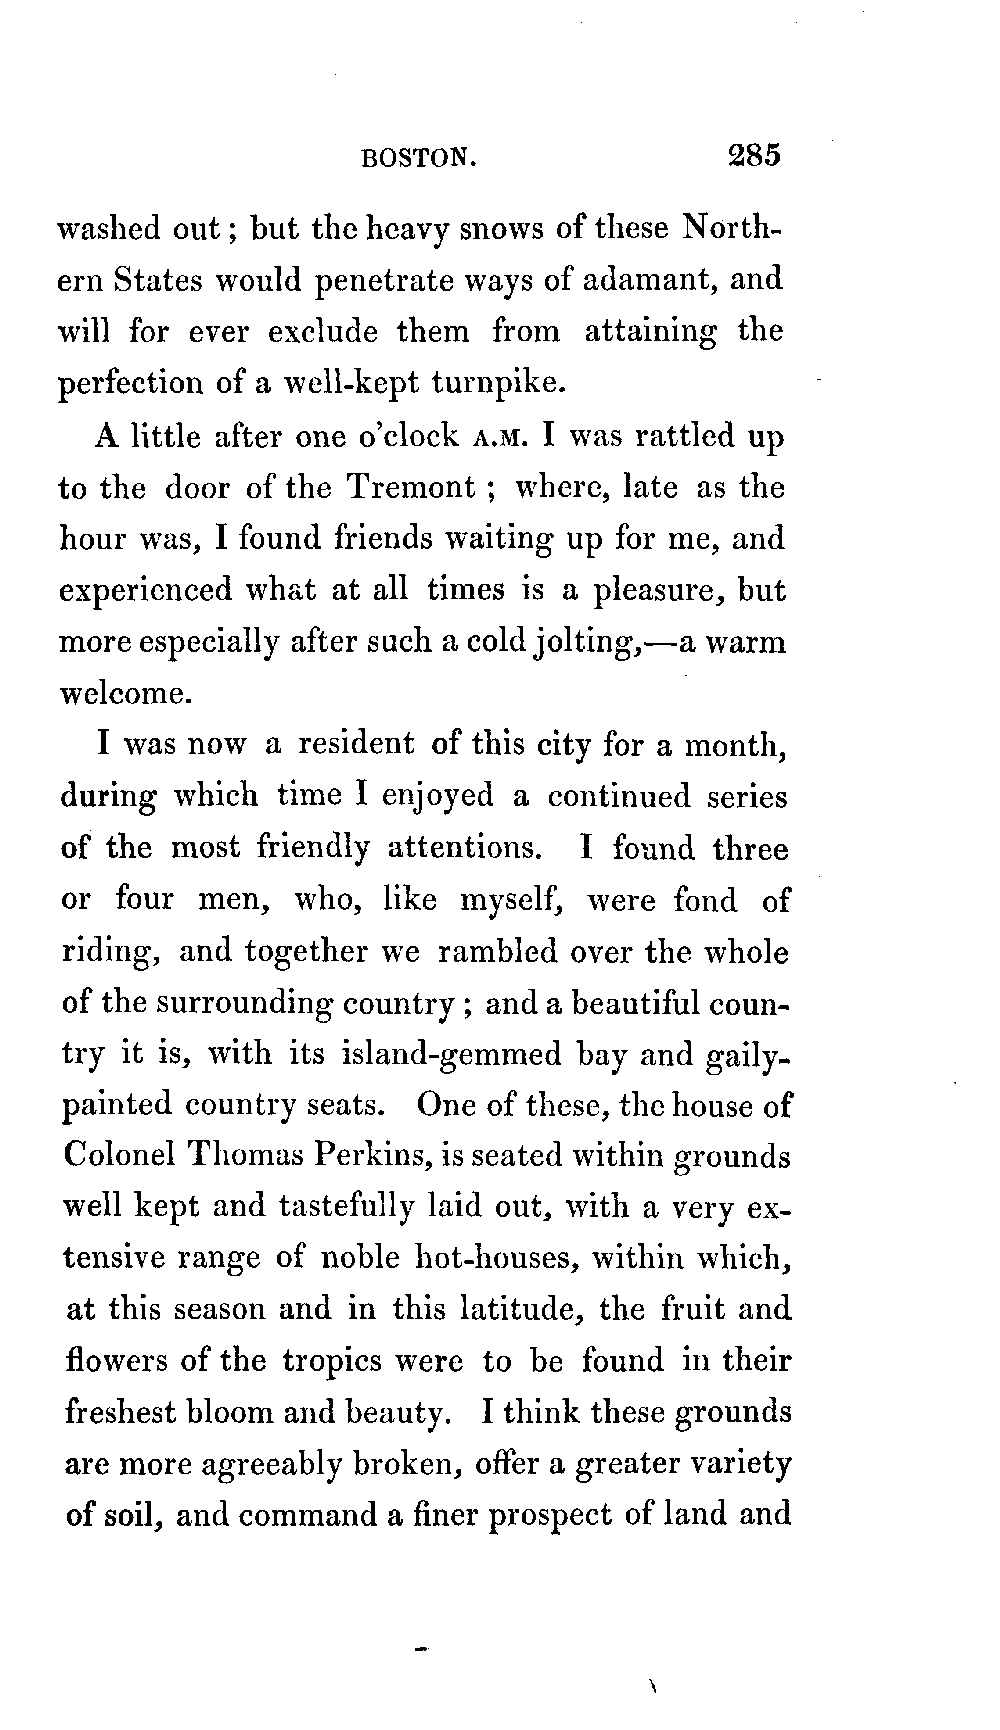 BOSTON. 285
washed out ; but the heavy snows of these North-
ern States would penetrate ways of adamant, and
will for ever exclude them from attaining the
perfection of a well-kept turnpike.
A little after one o'clock A.M. I was rattled up
to the door of the Tremont ; where, late as the
hour was, I found friends waiting up for me, and
experienced what at all times is a pleasure, but
more especially after such a cold jolting,—a warm
welcome.
I was now a resident of this city for a month,
during which time I enjoyed a continued series
of the most friendly attentions. I found three
or four men, who, like myself, were fond of
riding, and together we rambled over the whole
of the surrounding country ; and a beautiful coun-
try it is, with its island-gemmed bay and gaily-
painted country seats. One of these, the house of
Colonel Thomas Perkins, is seated within grounds
well kept and tastefully laid out, with a very ex-
tensive range of noble hot-houses, within which,
at this season and in this latitude, the fruit and
flowers of the tropics were to be found in their
freshest bloom and beauty. I think these grounds
are more agreeably broken, offer a greater variety
of soil, and command a finer prospect of land and